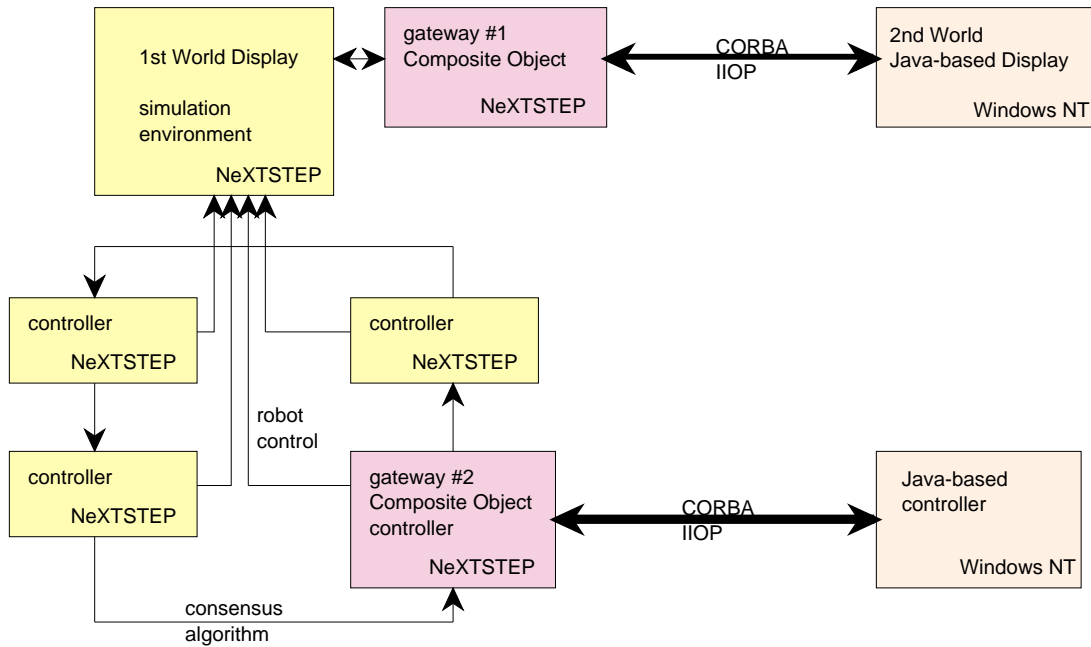 1st World Display
simulation
environment
NeXTSTEP
gateway #1
Composite Object
NeXTSTEP
CORBA
IIOP
2nd World
Java-based Display
Windows NT
controller
NeXTSTEP
controller
NeXTSTEP
robot
control
controller
NeXTSTEP
gateway #2
Composite Object
controller
NeXTSTEP
CORBA
IIOP
Java-based
controller
Windows NT
consensus
algorithm